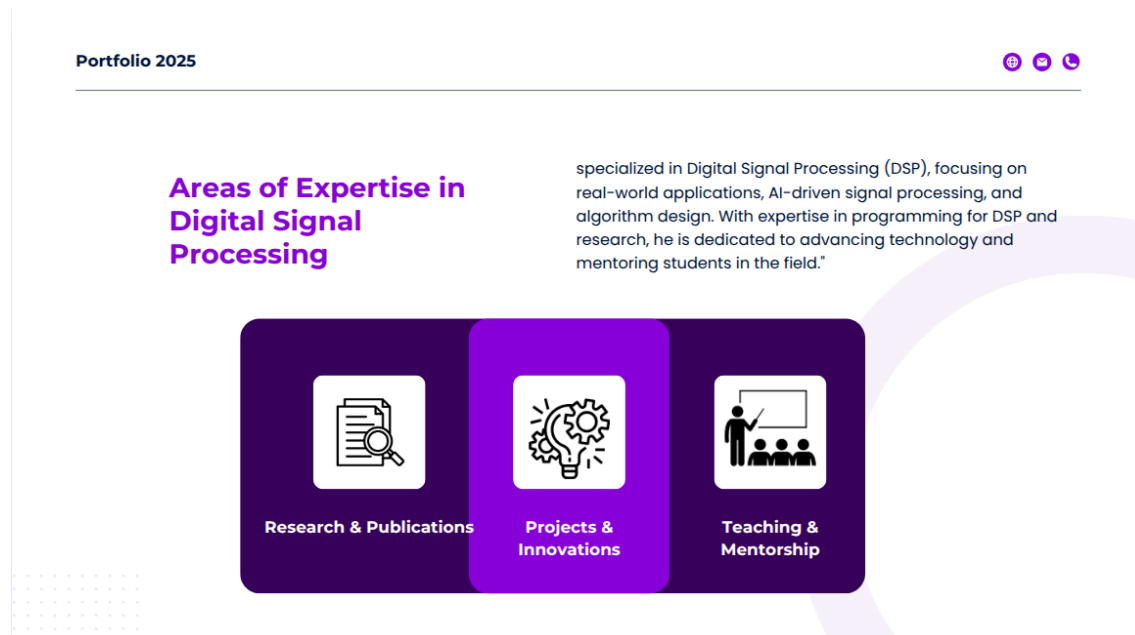 Portfolio 2025
Areas of Expertise in
Digital Signal
Processing
specialized in Digital Signal Processing (DSP), focusing on
real-world applications, AI-driven signal processing, and
algorithm design. With expertise in programming for DSP and
research, he is dedicated to advancing technology and
mentoring students in the field."
Research & Publications
Projects &
Innovations
Teaching &
Mentorship